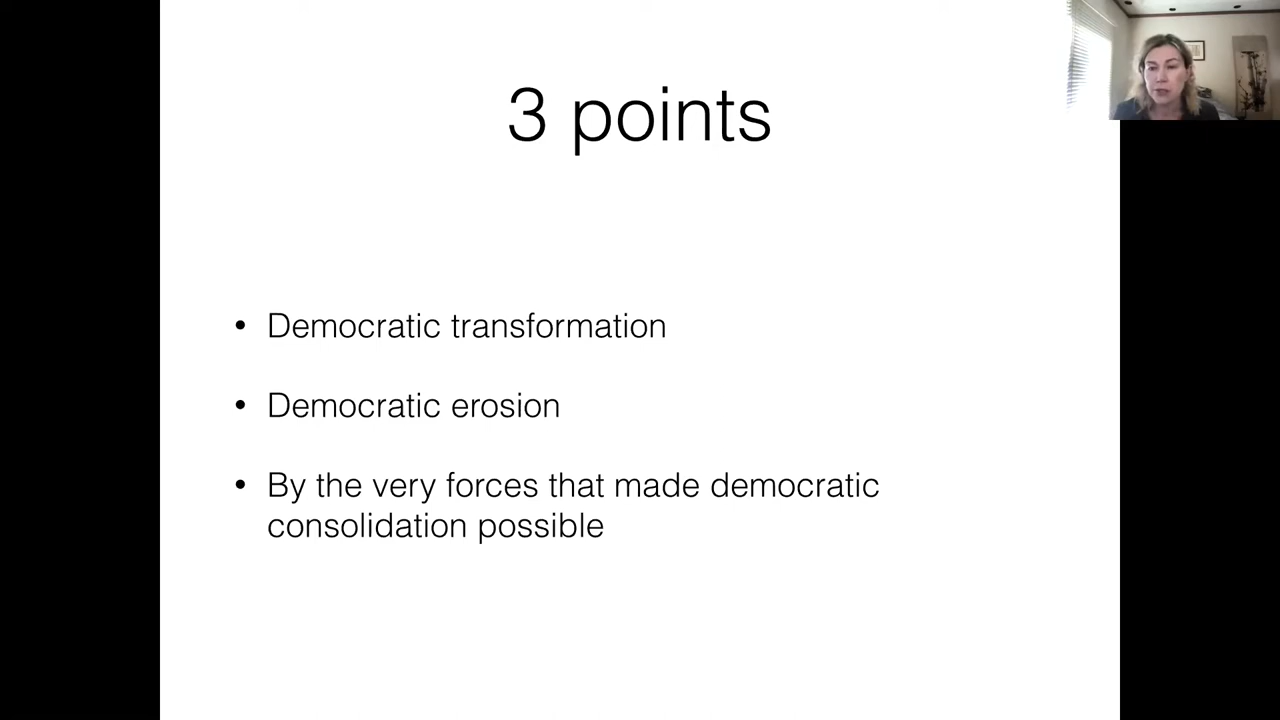 3 points
• Democratic transformation
• Democratic erosion
• By the very forces that made democratic
consolidation possible